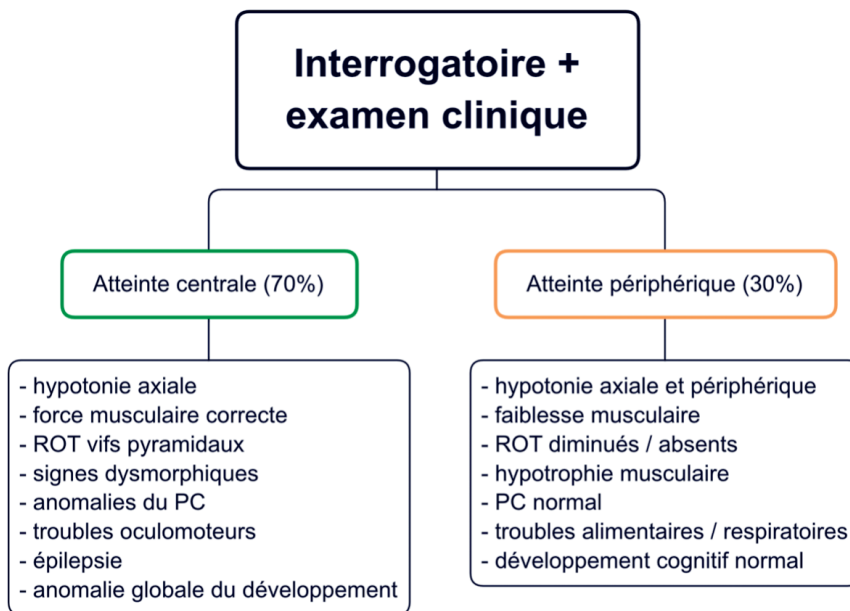 Interrogatoire +
examen clinique
Atteinte centrale (70%)
Atteinte périphérique (30%)
- hypotonie axiale
- force musculaire correcte
- ROT vifs pyramidaux
- signes dysmorphiques
- anomalies du PC
- troubles oculomoteurs
- épilepsie
- anomalie globale du développement
- hypotonie axiale et périphérique
- faiblesse musculaire
- ROT diminués / absents
- hypotrophie musculaire
- PC normal
- troubles alimentaires / respiratoires
- développement cognitif normal